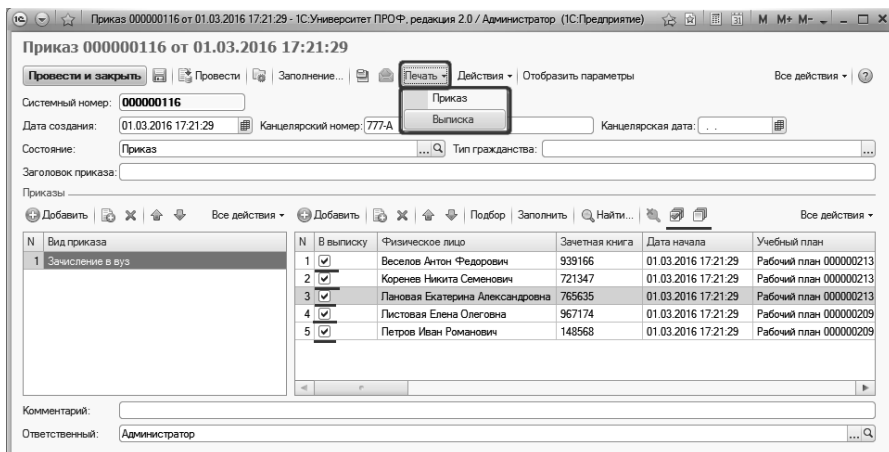 Приказ 000000116 от 01.03.2016 17:21:29 - 1С:Университет ПРОФ, редакция 2.0 / Администратор (1С:Предприятие) M M+ M-
Приказ 000000116 от 01.03.2016 17:21:29
Провести и закрыть Провести Заполнение... Печать Действия Отобразить параметры Все действия
Приказ
Выписка
Системный номер: 000000116
Дата создания: 01.03.2016 17:21:29 Канцелярский номер: 777-А Канцелярская дата: . .
Состояние: Приказ ... Тип гражданства: ...
Заголовок приказа:
Приказы
Добавить Все действия Добавить Подбор Заполнить Найти... Все действия
N Вид приказа N В выписку Физическое лицо Зачетная книга Дата начала Учебный план
1 Зачисление в вуз 1 Веселов Антон Федорович 939166 01.03.2016 17:21:29 Рабочий план 000000213
2 Коренев Никита Семенович 721347 01.03.2016 17:21:29 Рабочий план 000000213
3 Лановая Екатерина Александровна 765635 01.03.2016 17:21:29 Рабочий план 000000213
4 Листовая Елена Олеговна 967174 01.03.2016 17:21:29 Рабочий план 000000209
5 Петров Иван Романович 148568 01.03.2016 17:21:29 Рабочий план 000000209
Комментарий:
Ответственный: Администратор ...